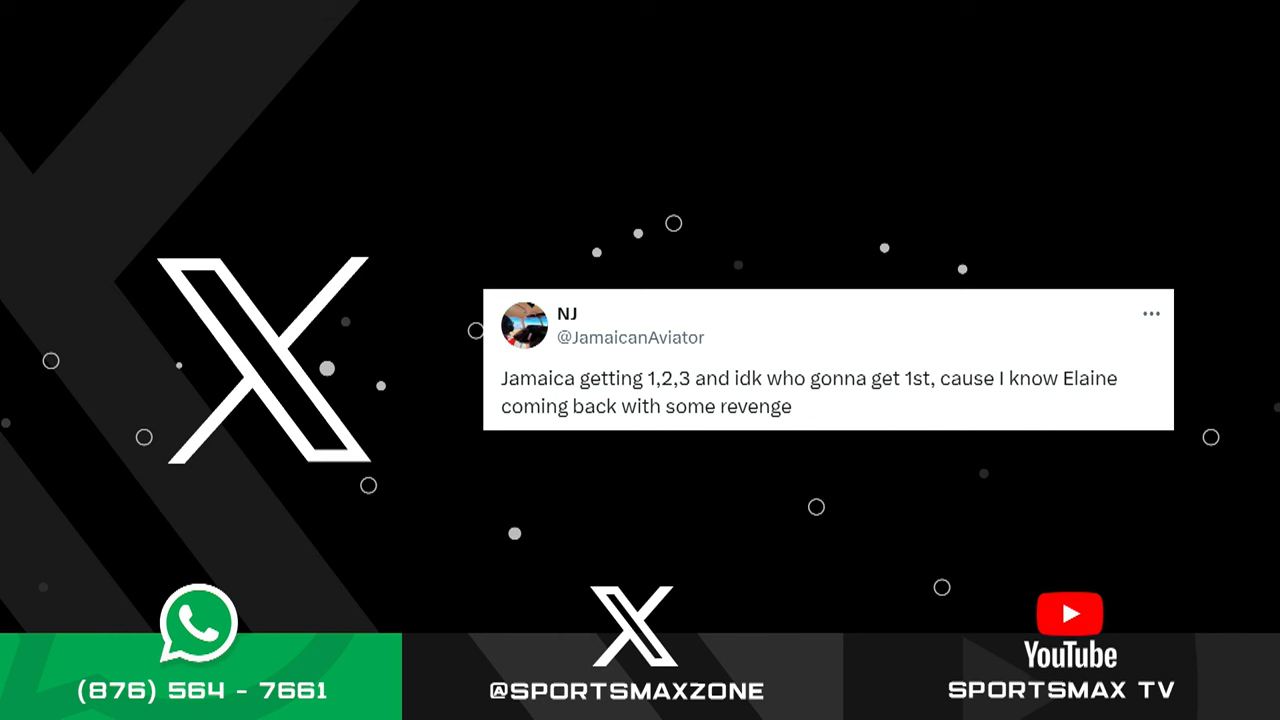 NJ
@JamaicanAviator
Jamaica getting 1,2,3 and idk who gonna get 1st, cause I know Elaine
coming back with some revenge
(876) 564 - 7661
@SPORTSMAXZONE
YouTube
SPORTSMAX TV